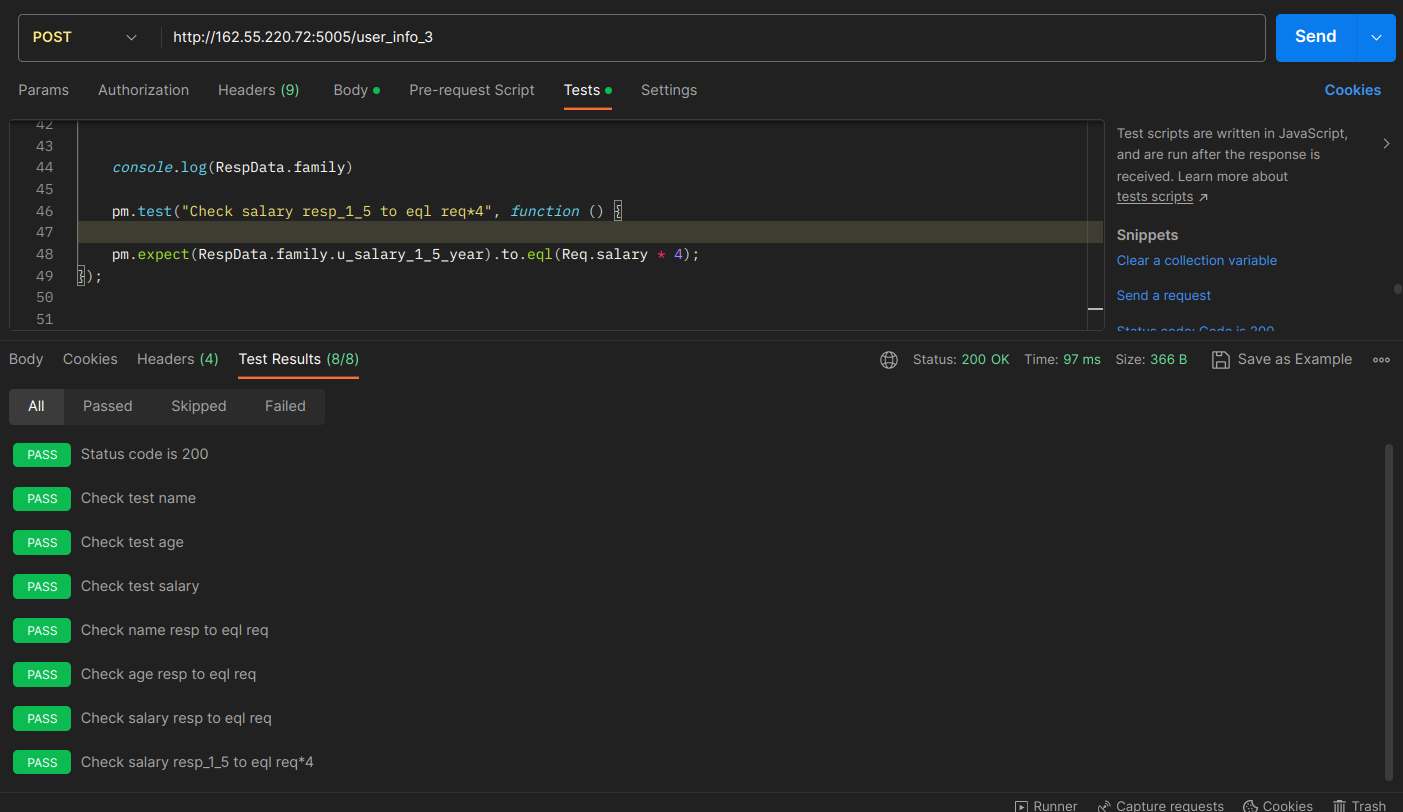 POST http://162.55.220.72:5005/user_info_3 Send
Params Authorization Headers (9) Body Pre-request Script Tests Settings Cookies
42
43
44 console.log(RespData.family)
45
46 pm.test("Check salary resp_1_5 to eql req*4", function () {
47
48 pm.expect(RespData.family.u_salary_1_5_year).to.eql(Req.salary * 4);
49 });
50
51
Test scripts are written in JavaScript,
and are run after the response is
received. Learn more about
tests scripts ↗
Snippets
Clear a collection variable
Send a request
Status code: Code is 200
Body Cookies Headers (4) Test Results (8/8) Status: 200 OK Time: 97 ms Size: 366 B Save as Example
All Passed Skipped Failed
PASS Status code is 200
PASS Check test name
PASS Check test age
PASS Check test salary
PASS Check name resp to eql req
PASS Check age resp to eql req
PASS Check salary resp to eql req
PASS Check salary resp_1_5 to eql req*4
Runner Capture requests Cookies Trash